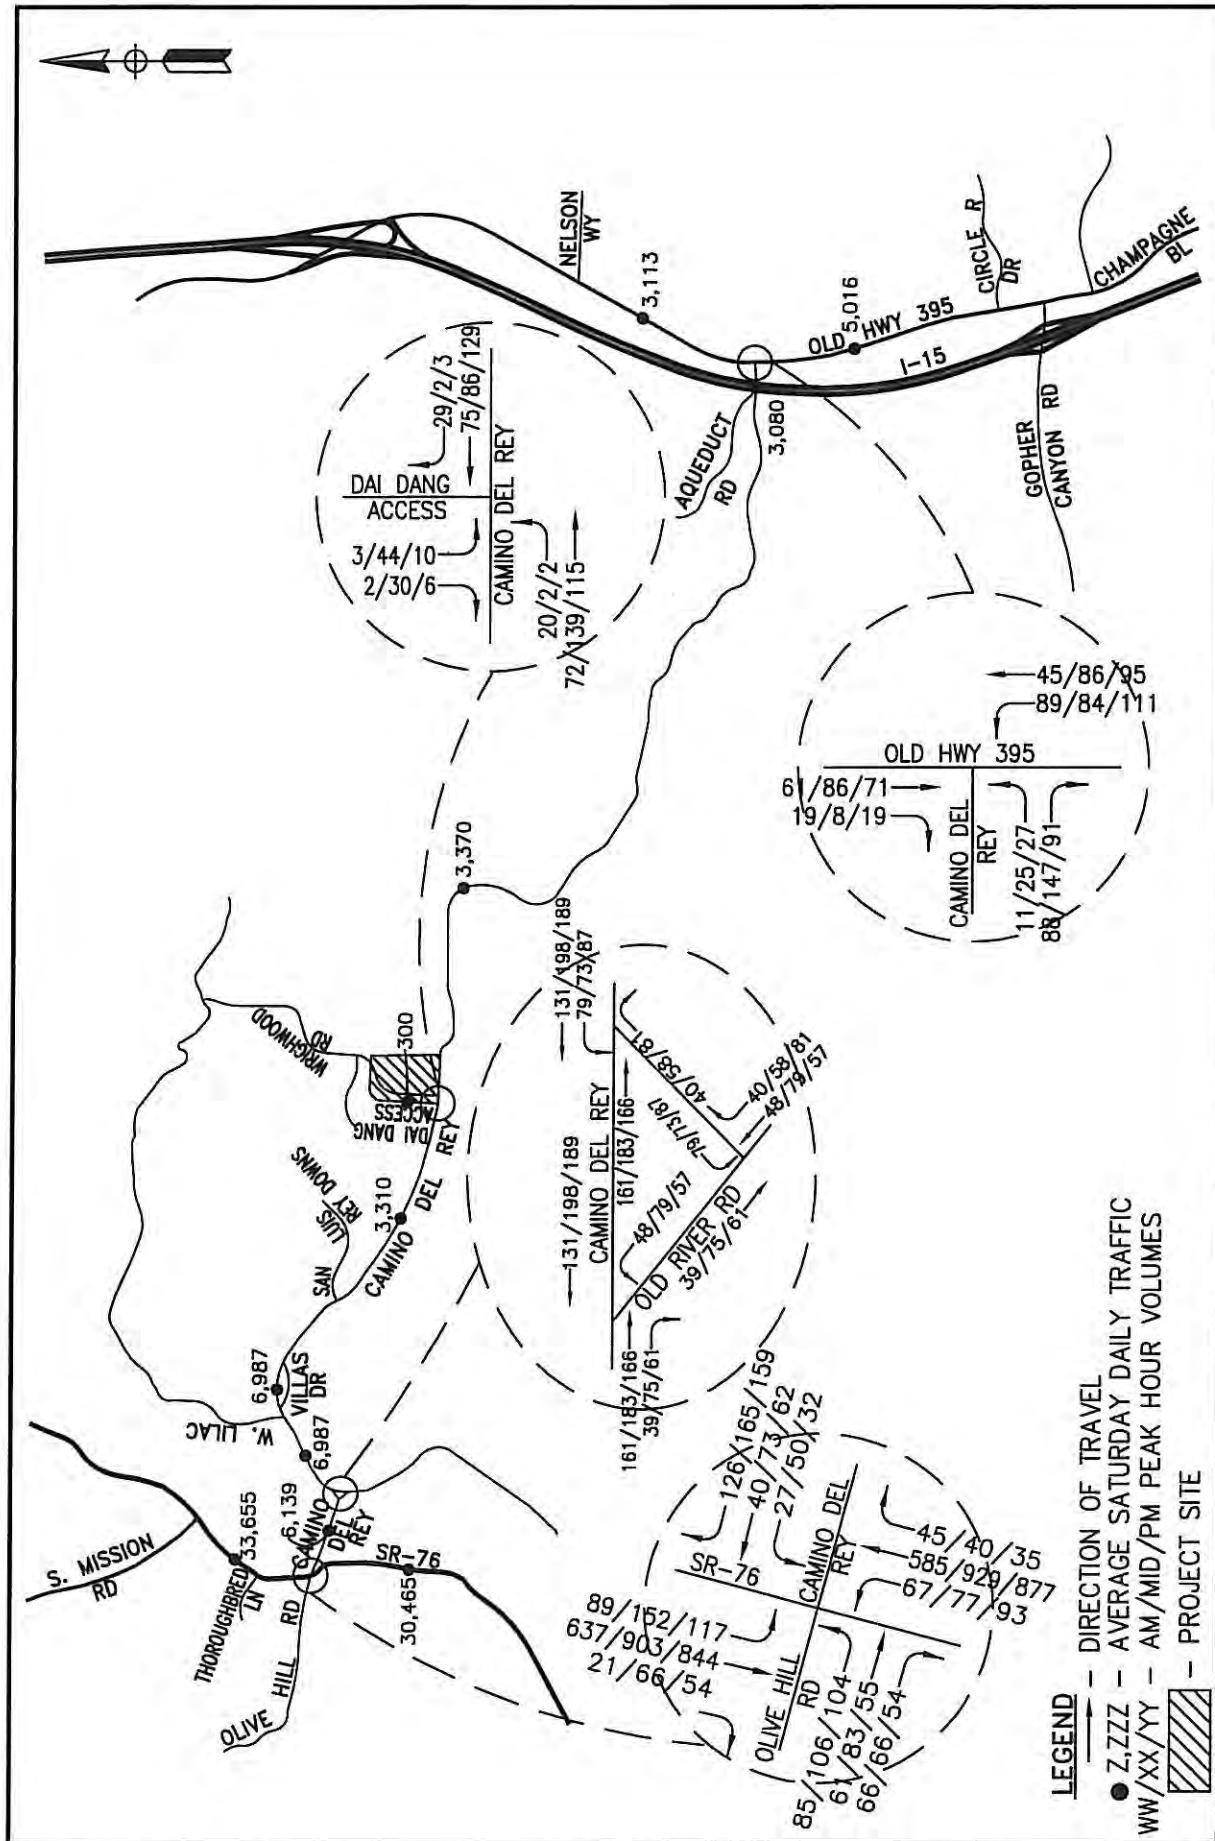 S. MISSION
RD
THOROUGHBRED
LN
33,655
OLIVE
HILL
RD
6,139
CAMINO
DEL
REY
SR-76
30,465
W. LILAC
6,987
6,987
VILLAS
DR
SAN
LUIS
REY DOWNS
3,310
CAMINO
DEL REY
WRIGHWOOD
RD
DAI DANG
ACCESS
300
3,370
AQUEDUCT
RD
3,080
NELSON
WY
3,113
OLD HWY 395
5,016
I-15
CIRCLE R
DR
GOPHER
CANYON RD
CHAMPAGNE
BL
DAI DANG
ACCESS
29/2/3
75/86/129
3/44/10
2/30/6
CAMINO DEL REY
20/2/2
72/139/115
OLD HWY 395
45/86/95
89/84/111
61/86/71
19/8/19
CAMINO DEL
REY
11/25/27
88/147/91
131/198/189
79/73/87
131/198/189
CAMINO DEL REY
161/183/166
40/58/81
79/73/87
40/58/81
48/79/57
48/79/57
OLD RIVER RD
39/75/61
161/183/166
39/75/61
126/165/159
40/73/62
27/50/32
SR-76
CAMINO DEL
REY
45/40/35
585/929/877
67/77/93
89/152/117
637/903/844
21/66/54
OLIVE HILL
RD
85/106/104
61/83/55
66/66/54
LEGEND
— DIRECTION OF TRAVEL
Z,ZZZ — AVERAGE SATURDAY DAILY TRAFFIC
WW/XX/YY — AM/MID/PM PEAK HOUR VOLUMES
— PROJECT SITE